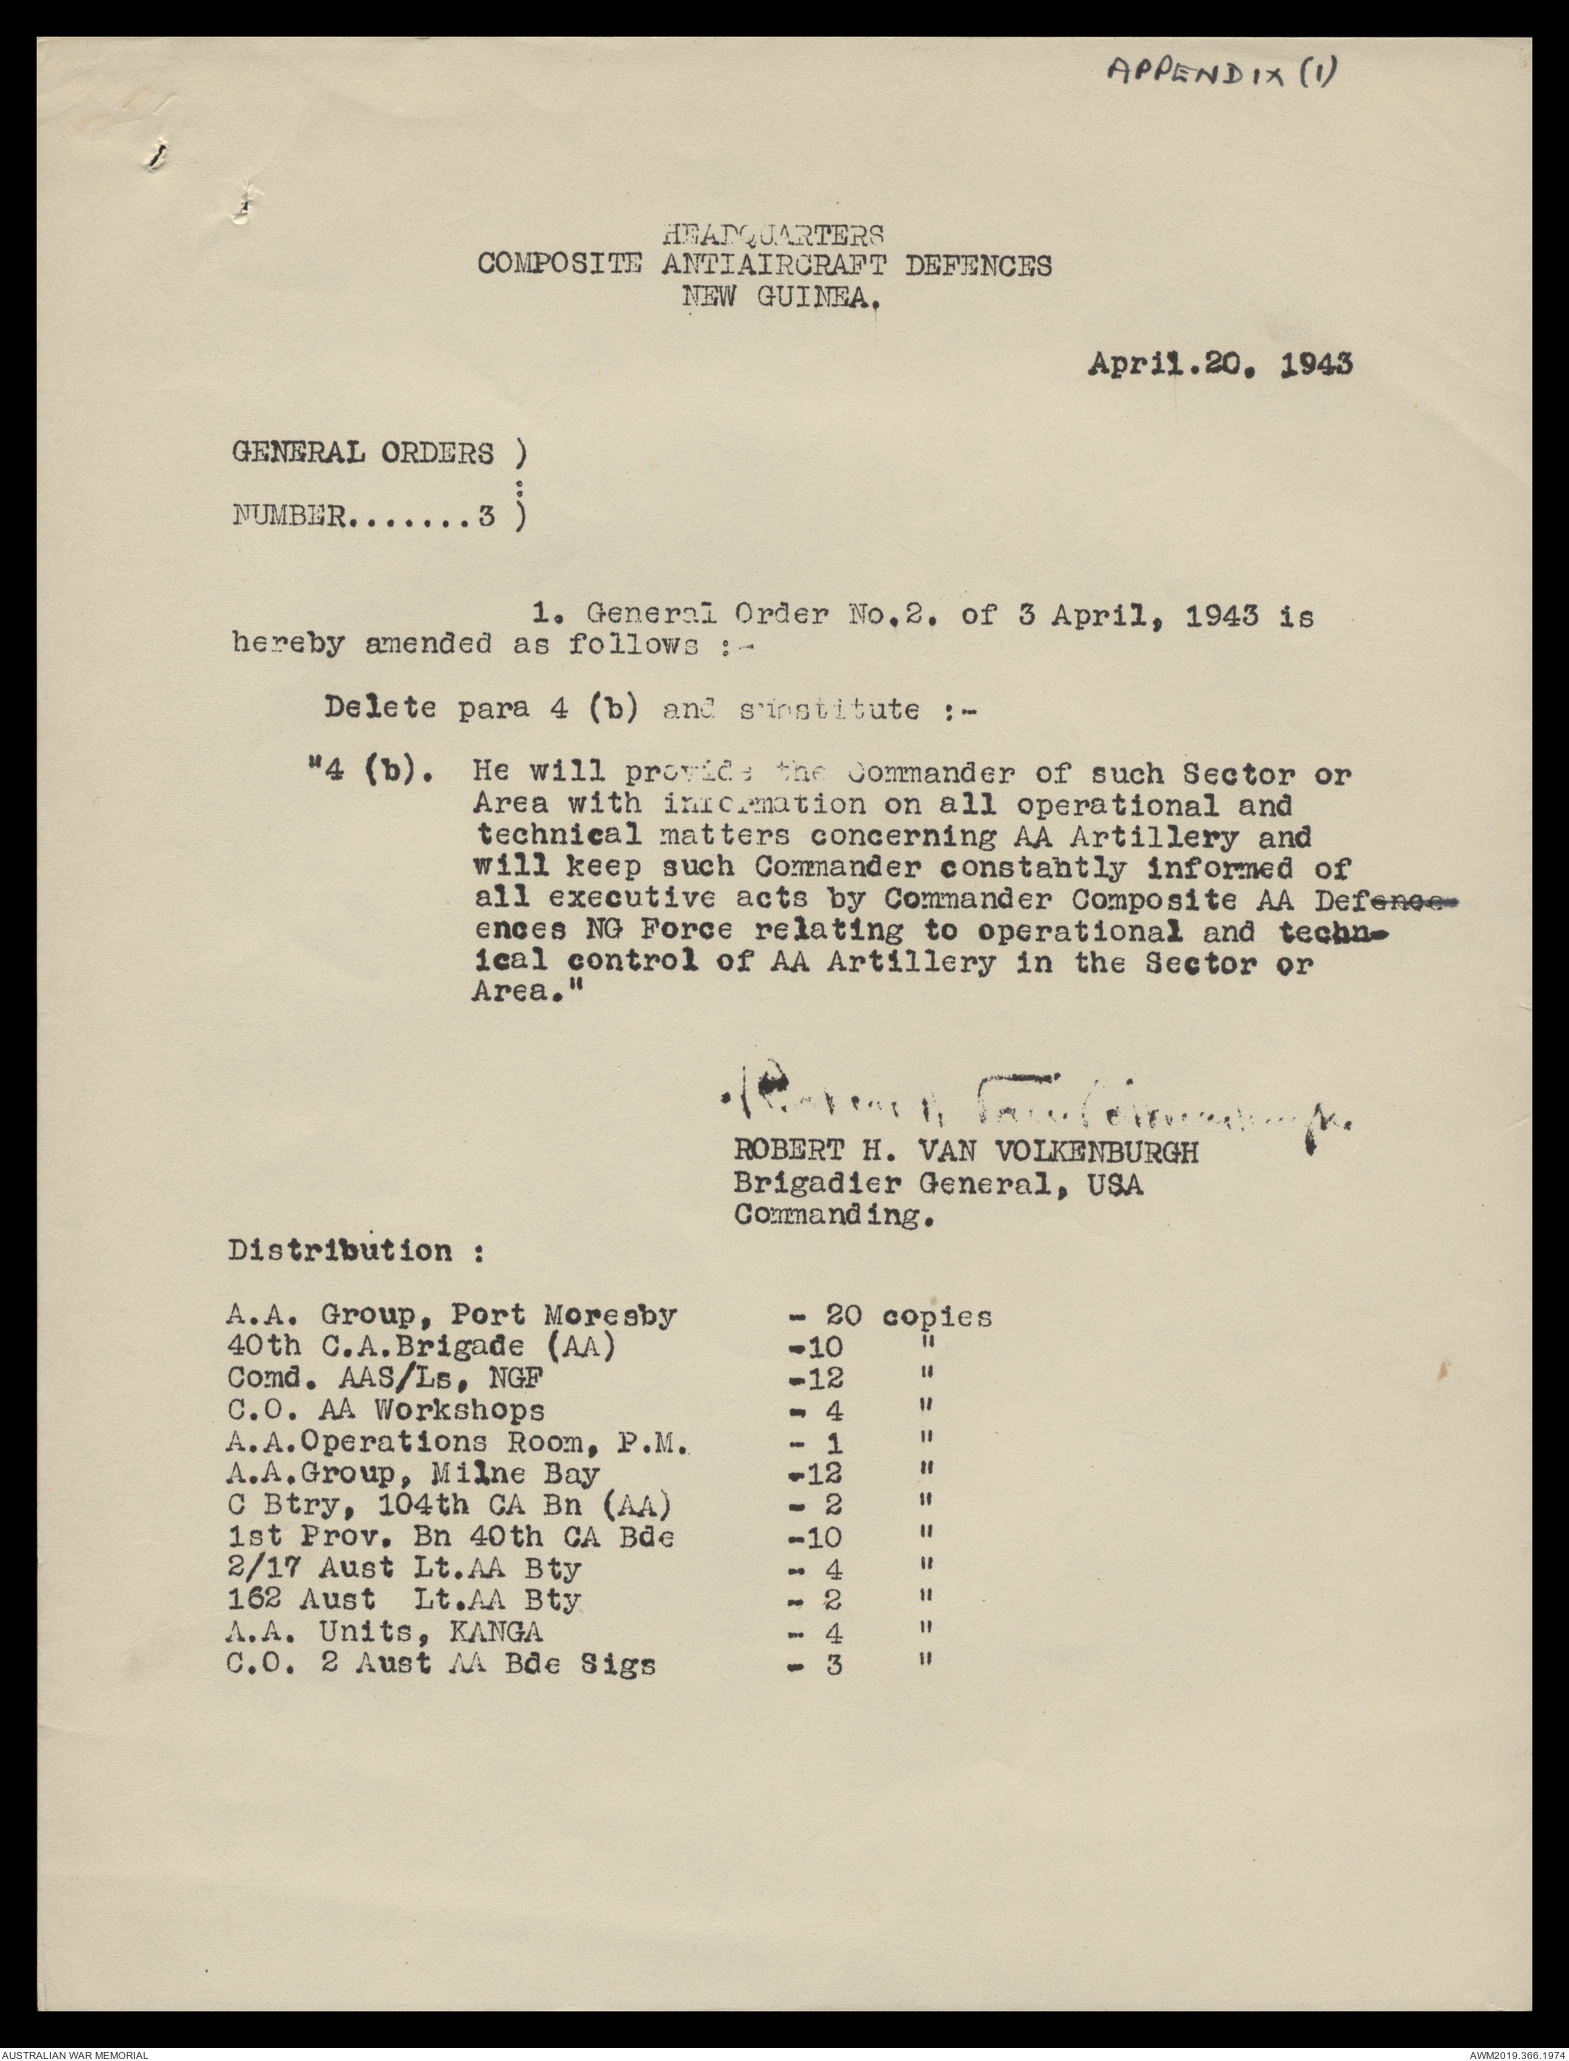 APPENDIX (1)
HEADQUARTERS
COMPOSITE ANTIAIRCRAFT DEFENCES
NEW GUINEA.
April.20. 1943
GENERAL ORDERS )
:
NUMBER.......3 )
1. General Order No.2. of 3 April, 1943 is
hereby amended as follows :-
Delete para 4 (b) and substitute :-
"4 (b). He will provide the Commander of such Sector or
Area with information on all operational and
technical matters concerning AA Artillery and
will keep such Commander constahtly informed of
all executive acts by Commander Composite AA Defence
ences NG Force relating to operational and techn-
ical control of AA Artillery in the Sector or
Area."
Robert H. Van Volkenburgh.
ROBERT H. VAN VOLKENBURGH
Brigadier General, USA
Commanding.
Distribution :
A.A. Group, Port Moresby - 20 copies
40th C.A.Brigade (AA) -10 "
Comd. AAS/Ls, NGF -12 "
C.O. AA Workshops - 4 "
A.A.Operations Room, P.M. - 1 "
A.A.Group, Milne Bay -12 "
C Btry, 104th CA Bn (AA) - 2 "
1st Prov. Bn 40th CA Bde -10 "
2/17 Aust Lt.AA Bty - 4 "
162 Aust Lt.AA Bty - 2 "
A.A. Units, KANGA - 4 "
C.O. 2 Aust AA Bde Sigs - 3 "
AUSTRALIAN WAR MEMORIAL AWM2019.366.1974